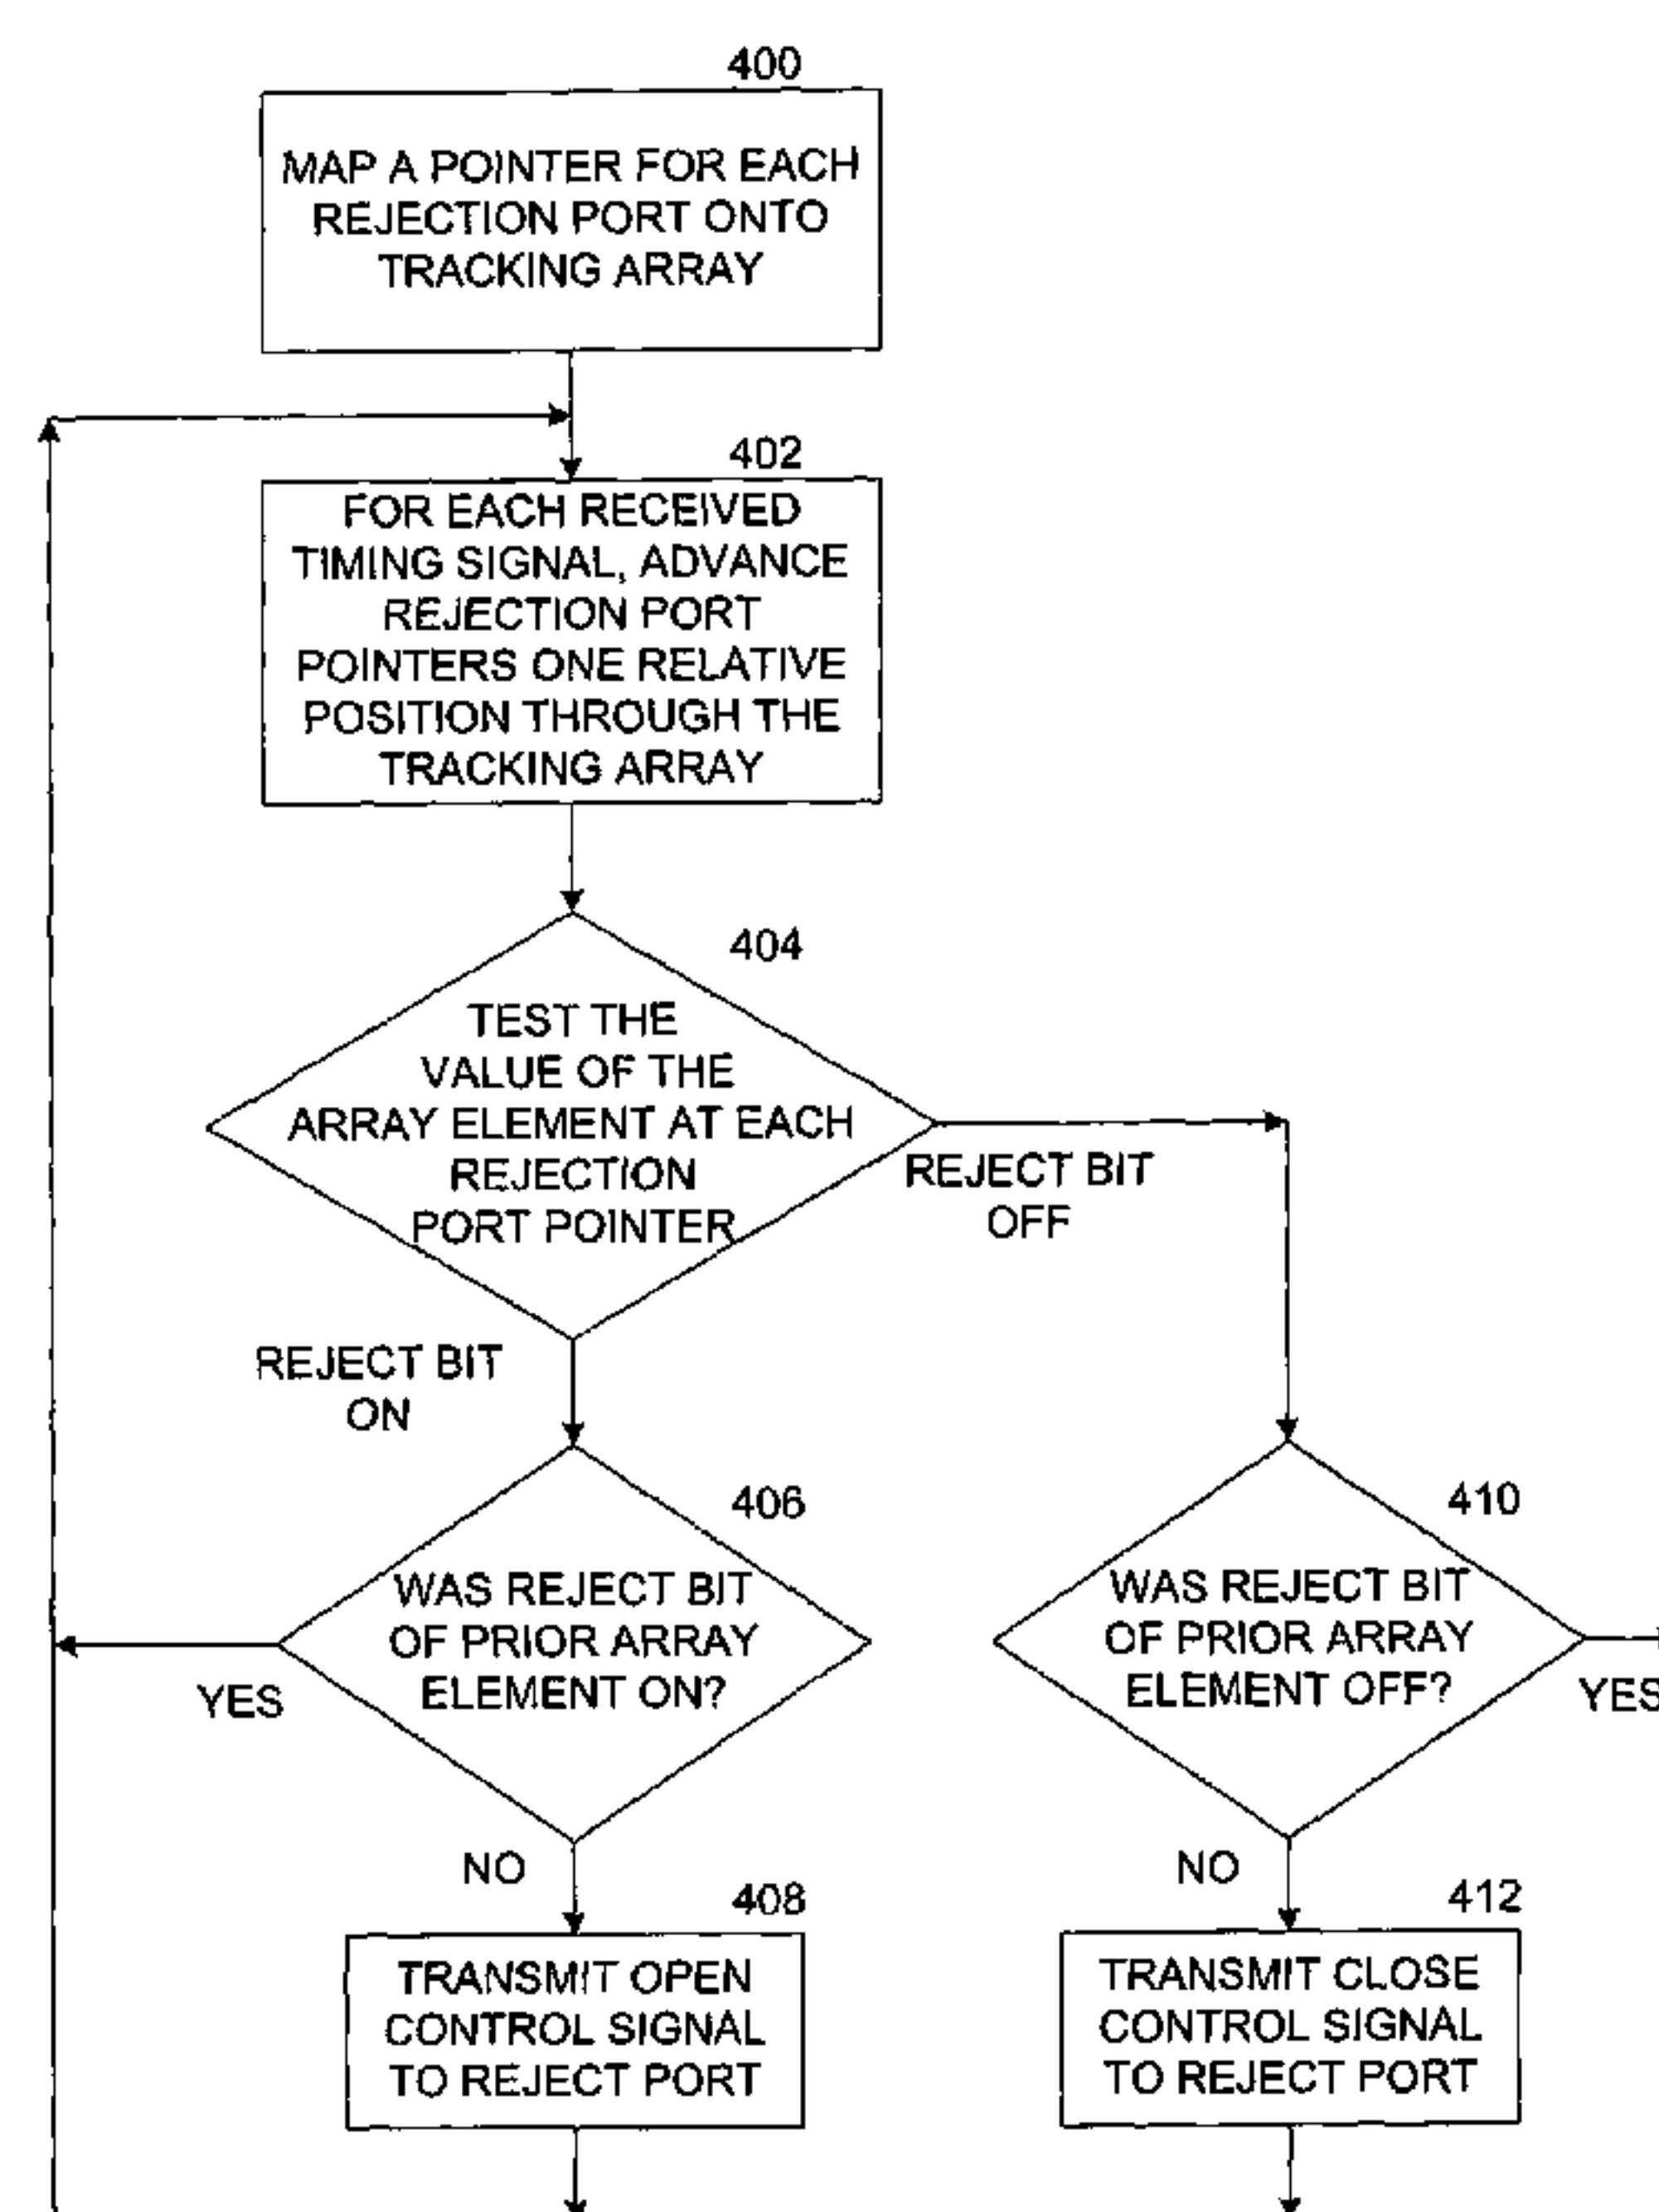 400
MAP A POINTER FOR EACH
REJECTION PORT ONTO
TRACKING ARRAY
402
FOR EACH RECEIVED
TIMING SIGNAL, ADVANCE
REJECTION PORT
POINTERS ONE RELATIVE
POSITION THROUGH THE
TRACKING ARRAY
404
TEST THE
VALUE OF THE
ARRAY ELEMENT AT EACH
REJECTION
PORT POINTER
REJECT BIT
OFF
REJECT BIT
ON
406
WAS REJECT BIT
OF PRIOR ARRAY
ELEMENT ON?
YES
NO
410
WAS REJECT BIT
OF PRIOR ARRAY
ELEMENT OFF?
YES
NO
408
TRANSMIT OPEN
CONTROL SIGNAL
TO REJECT PORT
412
TRANSMIT CLOSE
CONTROL SIGNAL
TO REJECT PORT